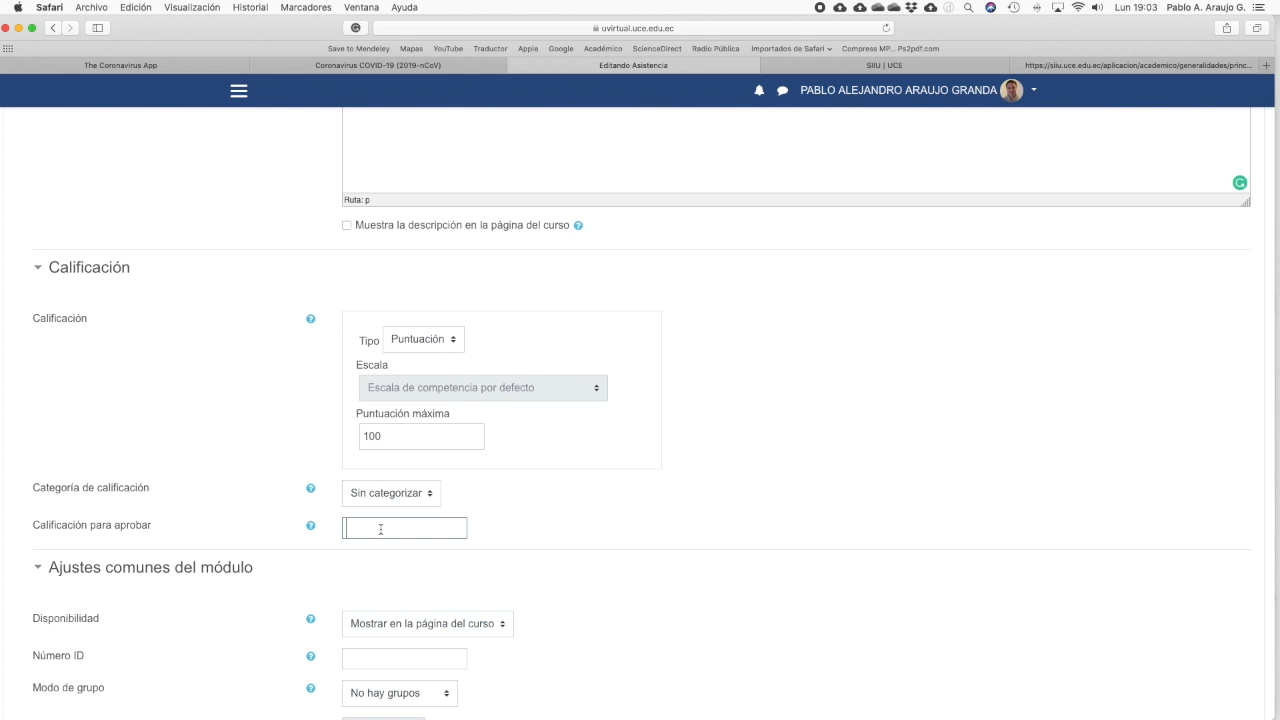 Safari Archivo Edición Visualización Historial Marcadores Ventana Ayuda Lun 19:03 Pablo A. Araujo G.
uvirtual.uce.edu.ec
Save to Mendeley Mapas YouTube Traductor Apple Google Académico ScienceDirect Radio Pública Importados de Safari Compress MP... Ps2pdf.com
The Coronavirus App Coronavirus COVID-19 (2019-nCoV) Editando Asistencia SIIU | UCE https://siiu.uce.edu.ec/aplicacion/academico/generalidades/princ...
PABLO ALEJANDRO ARAUJO GRANDA
Ruta: p
Muestra la descripción en la página del curso
Calificación
Calificación
Tipo Puntuación
Escala
Escala de competencia por defecto
Puntuación máxima
100
Categoría de calificación Sin categorizar
Calificación para aprobar
Ajustes comunes del módulo
Disponibilidad Mostrar en la página del curso
Número ID
Modo de grupo No hay grupos